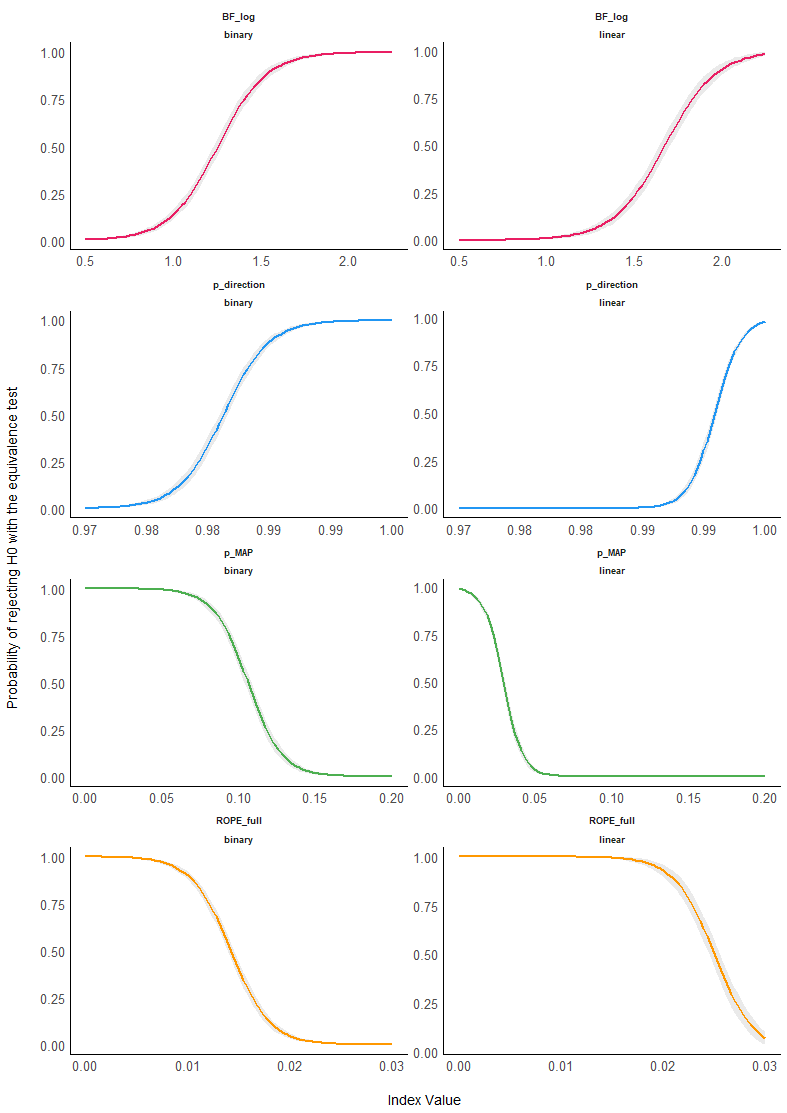 BF_log
binary
1.00
0.75
0.50
0.25
0.00
0.5 1.0 1.5 2.0
BF_log
linear
1.00
0.75
0.50
0.25
0.00
0.5 1.0 1.5 2.0
p_direction
binary
1.00
0.75
0.50
0.25
0.00
0.97 0.98 0.98 0.99 0.99 1.00
p_direction
linear
1.00
0.75
0.50
0.25
0.00
0.97 0.98 0.98 0.99 0.99 1.00
p_MAP
binary
1.00
0.75
0.50
0.25
0.00
0.00 0.05 0.10 0.15 0.20
p_MAP
linear
1.00
0.75
0.50
0.25
0.00
0.00 0.05 0.10 0.15 0.20
ROPE_full
binary
1.00
0.75
0.50
0.25
0.00
0.00 0.01 0.02 0.03
ROPE_full
linear
1.00
0.75
0.50
0.25
0.00
0.00 0.01 0.02 0.03
Probability of rejecting H0 with the equivalence test
Index Value